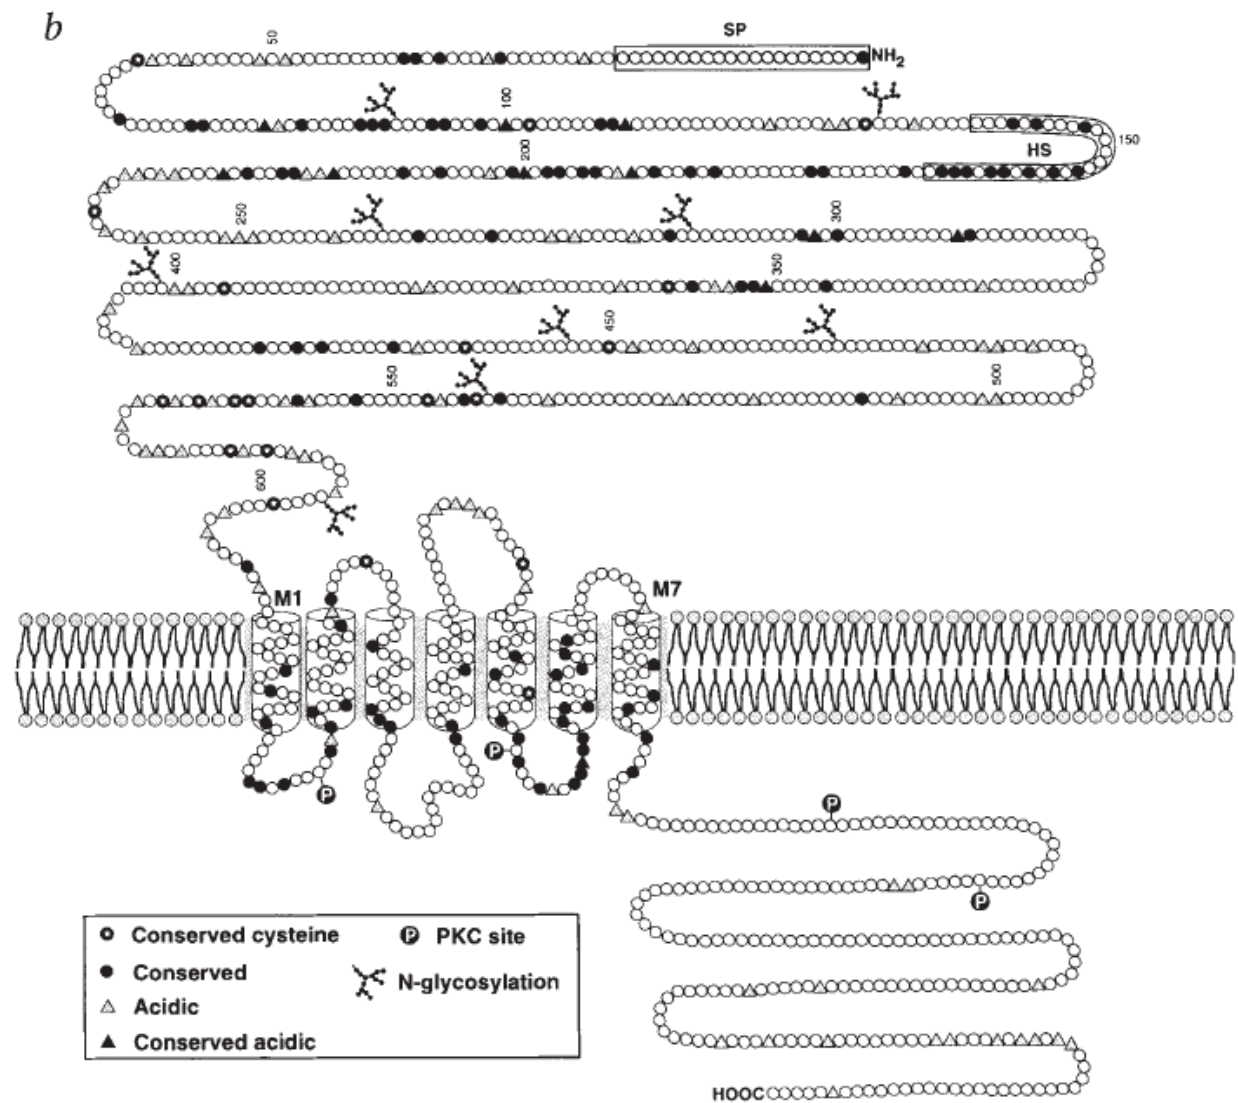 b
SP
50
NH2
100
HS
150
200
250
300
400
350
450
550
500
600
M1
M7
P
P
P
P
Conserved cysteine
P PKC site
Conserved
N-glycosylation
Acidic
Conserved acidic
HOOC